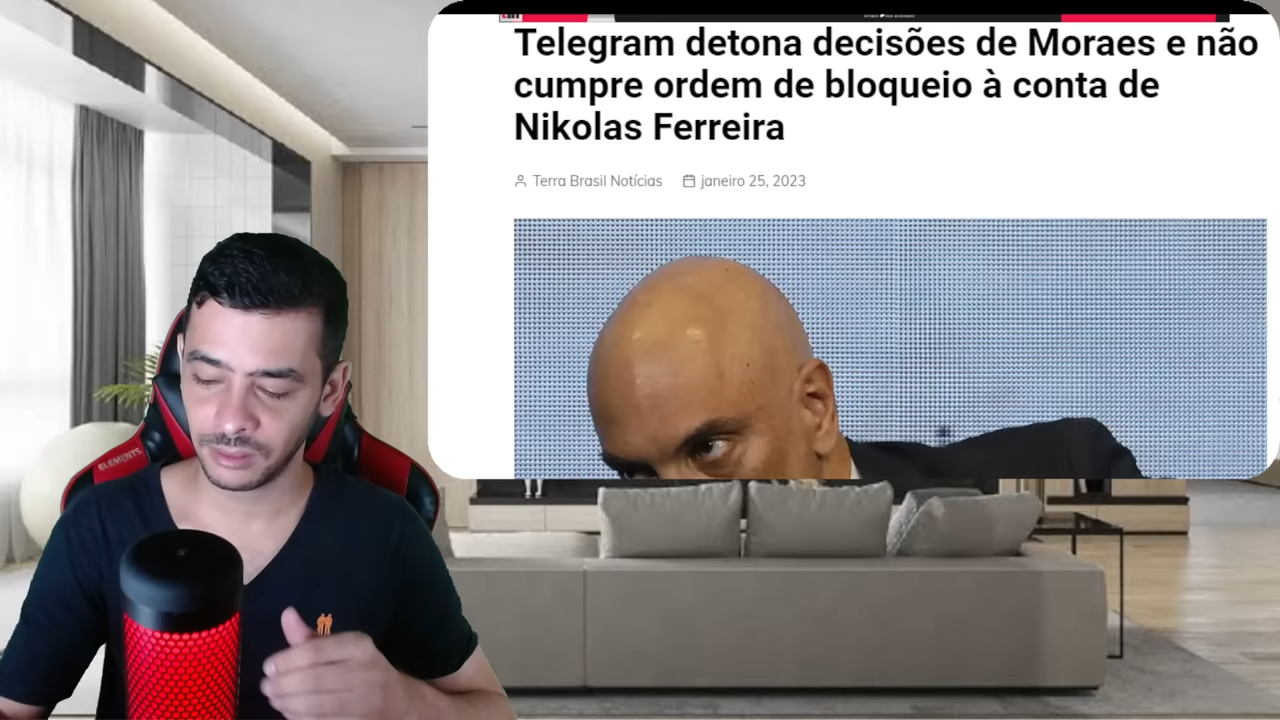 Telegram detona decisões de Moraes e não
cumpre ordem de bloqueio à conta de
Nikolas Ferreira
Terra Brasil Notícias janeiro 25, 2023
ELEMENTS